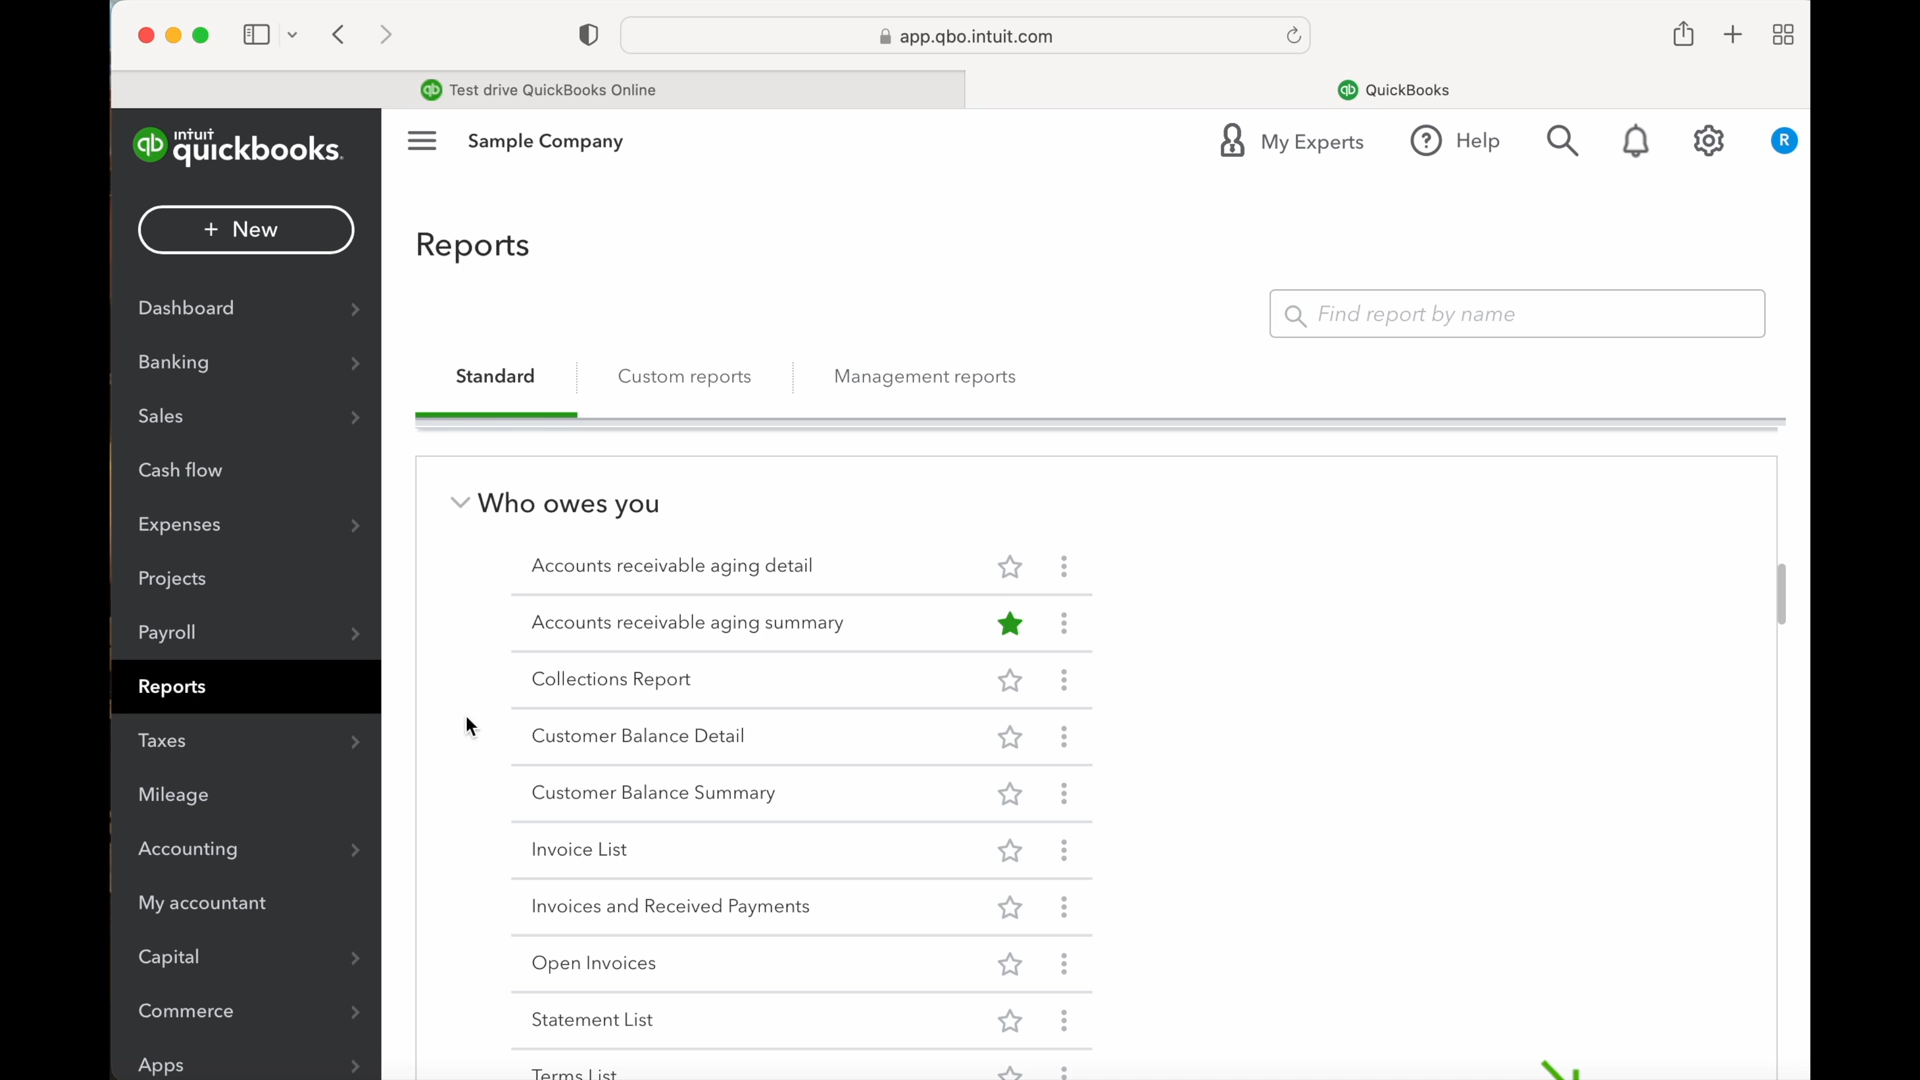 app.qbo.intuit.com
qb Test drive QuickBooks Online
qb QuickBooks
qb intuit quickbooks.
Sample Company
My Experts
? Help
R
+ New
Reports
Find report by name
Standard
Custom reports
Management reports
Dashboard
Banking
Sales
Cash flow
Expenses
Projects
Payroll
Reports
Taxes
Mileage
Accounting
My accountant
Capital
Commerce
Apps
Who owes you
Accounts receivable aging detail
Accounts receivable aging summary
Collections Report
Customer Balance Detail
Customer Balance Summary
Invoice List
Invoices and Received Payments
Open Invoices
Statement List
Terms List